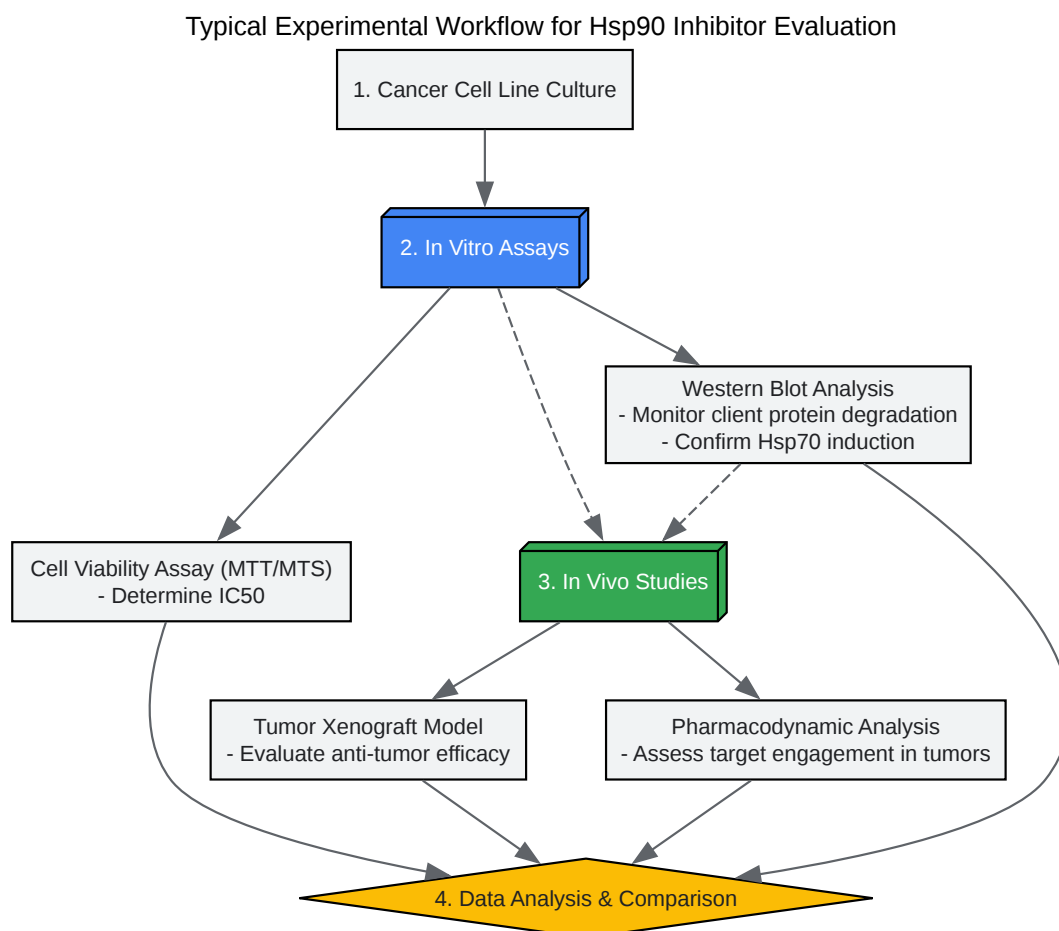 Typical Experimental Workflow for Hsp90 Inhibitor Evaluation
1. Cancer Cell Line Culture
2. In Vitro Assays
Western Blot Analysis
- Monitor client protein degradation
- Confirm Hsp70 induction
Cell Viability Assay (MTT/MTS)
- Determine IC50
3. In Vivo Studies
Tumor Xenograft Model
- Evaluate anti-tumor efficacy
Pharmacodynamic Analysis
- Assess target engagement in tumors
4. Data Analysis & Comparison